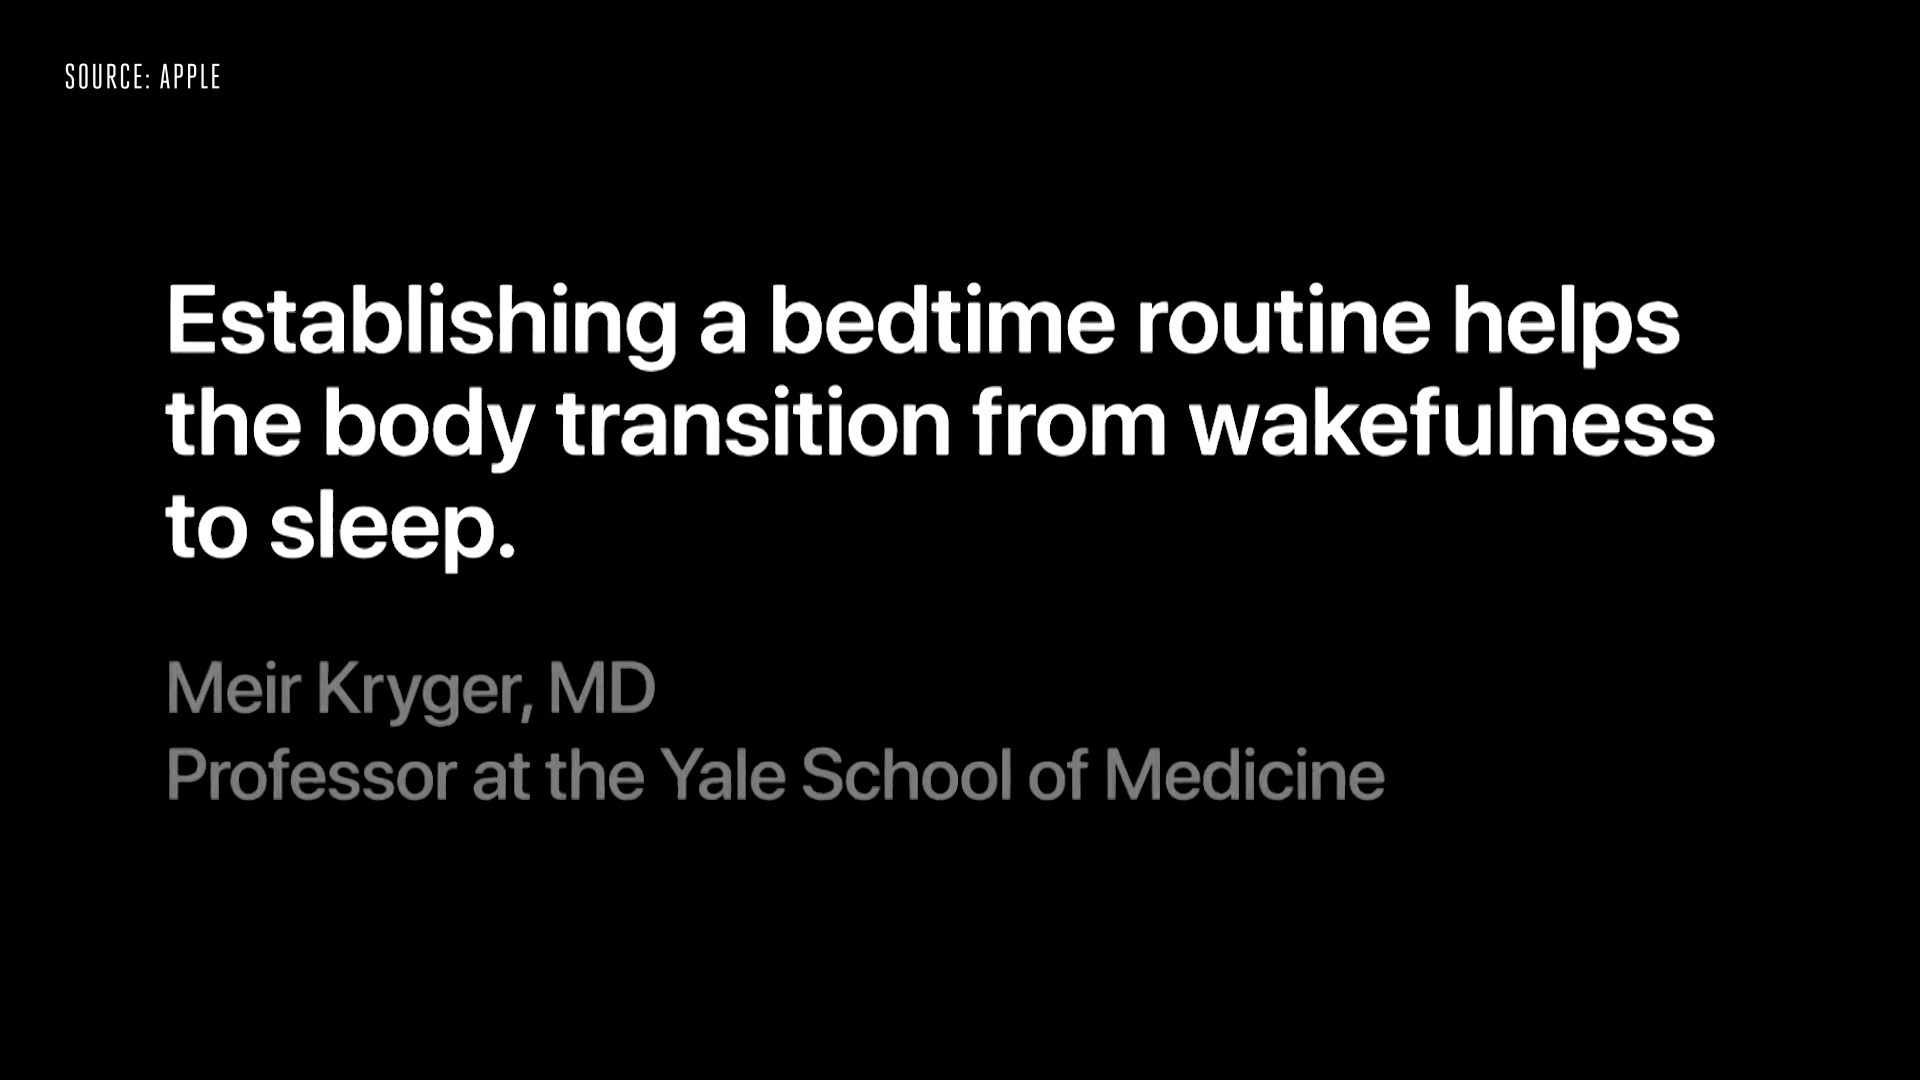 SOURCE: APPLE
Establishing a bedtime routine helps
the body transition from wakefulness
to sleep.
Meir Kryger, MD
Professor at the Yale School of Medicine